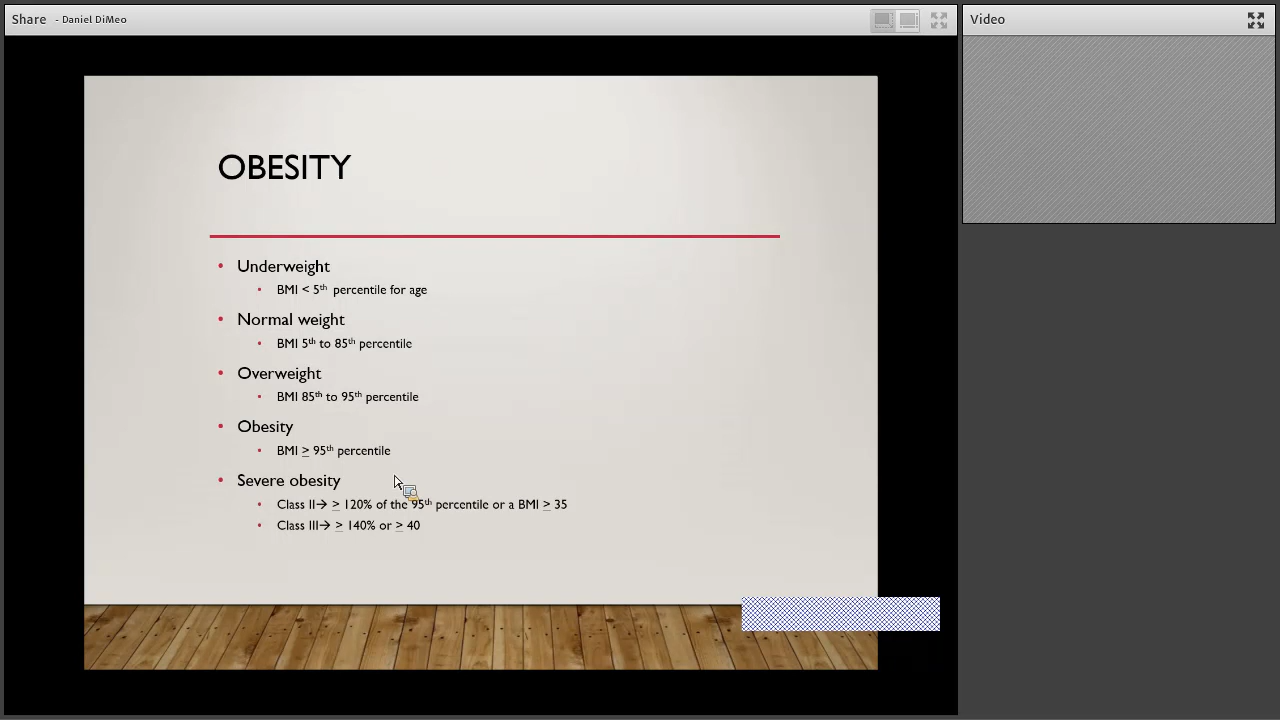 Share - Daniel DiMeo
Video
OBESITY
• Underweight
• BMI < 5th percentile for age
• Normal weight
• BMI 5th to 85th percentile
• Overweight
• BMI 85th to 95th percentile
• Obesity
• BMI ≥ 95th percentile
• Severe obesity
• Class II→ ≥ 120% of the 95th percentile or a BMI ≥ 35
• Class III→ ≥ 140% or ≥ 40